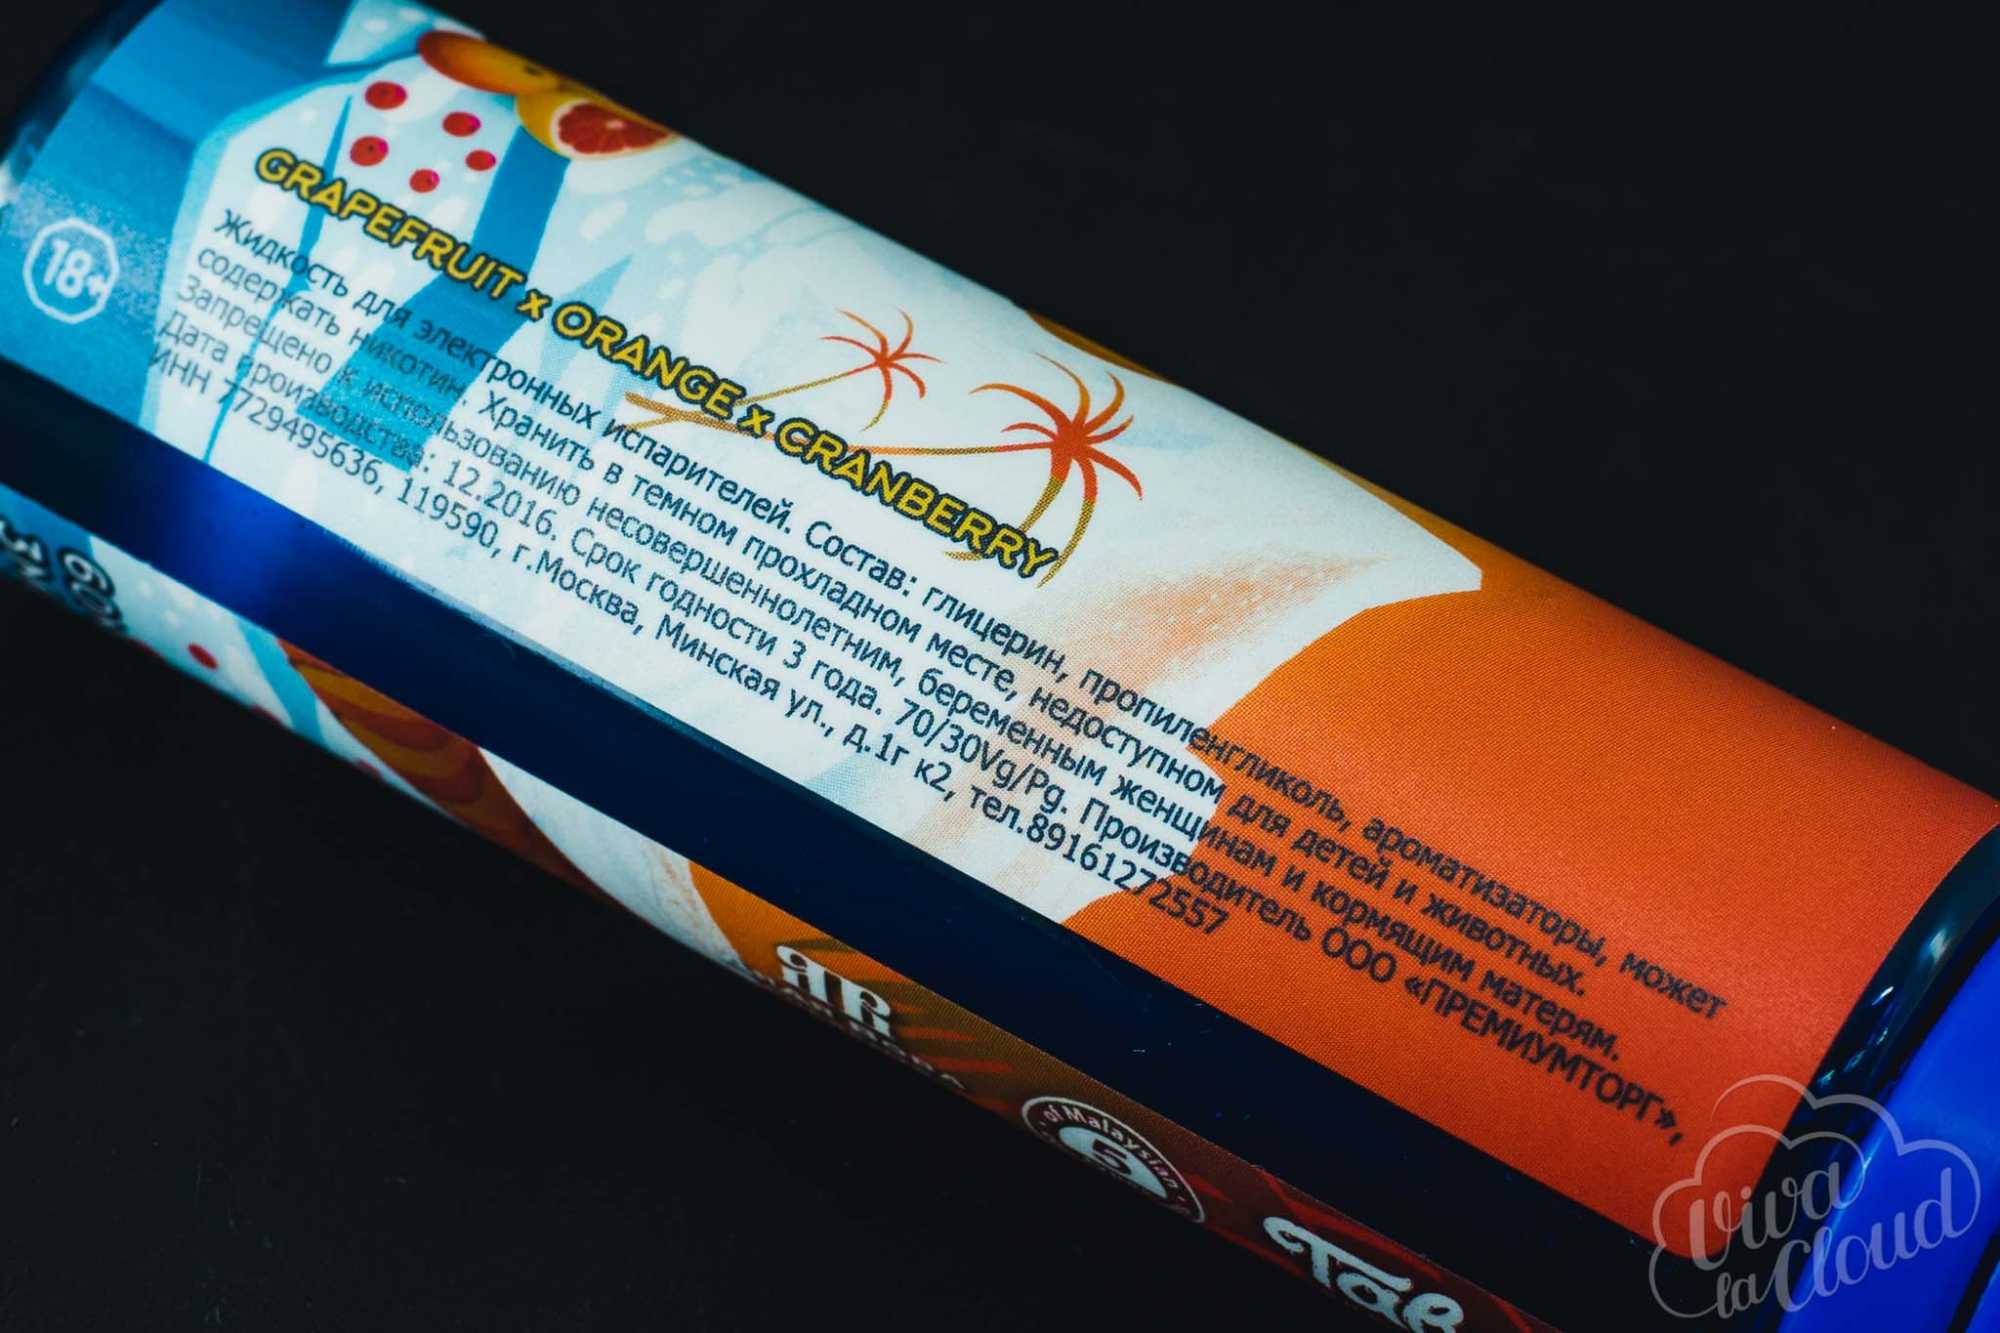 18+
GRAPEFRUIT x ORANGE x CRANBERRY
Жидкость для электронных испарителей. Состав: глицерин, пропиленгликоль, ароматизаторы, может
содержать никотин. Хранить в темном прохладном месте, недоступном для детей и животных.
Запрещено к использованию несовершеннолетним, беременным женщинам и кормящим матерям.
Дата производства: 12.2016. Срок годности 3 года. 70/30Vg/Pg. Производитель ООО «ПРЕМИУМТОРГ»,
ИНН 7729495636, 119590, г.Москва, Минская ул., д.1г к2, тел.89161272557
of Malaysian
5
Viva
la Cloud